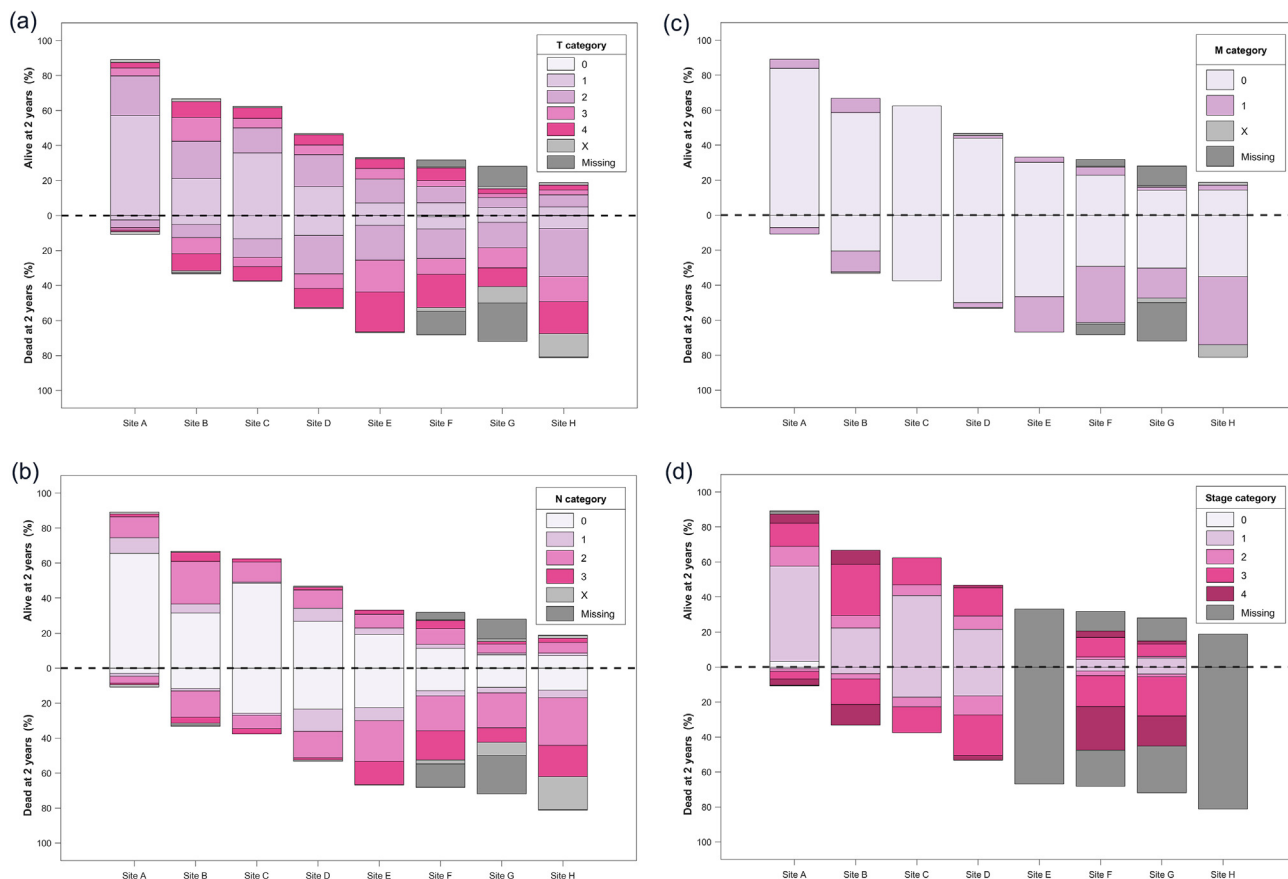 (a)
T category
0
1
2
3
4
X
Missing
Alive at 2 years (%)
Dead at 2 years (%)
100
80
60
40
20
0
20
40
60
80
100
Site A Site B Site C Site D Site E Site F Site G Site H
(c)
M category
0
1
X
Missing
Alive at 2 years (%)
Dead at 2 years (%)
100
80
60
40
20
0
20
40
60
80
100
Site A Site B Site C Site D Site E Site F Site G Site H
(b)
N category
0
1
2
3
X
Missing
Alive at 2 years (%)
Dead at 2 years (%)
100
80
60
40
20
0
20
40
60
80
100
Site A Site B Site C Site D Site E Site F Site G Site H
(d)
Stage category
0
1
2
3
4
Missing
Alive at 2 years (%)
Dead at 2 years (%)
100
80
60
40
20
0
20
40
60
80
100
Site A Site B Site C Site D Site E Site F Site G Site H